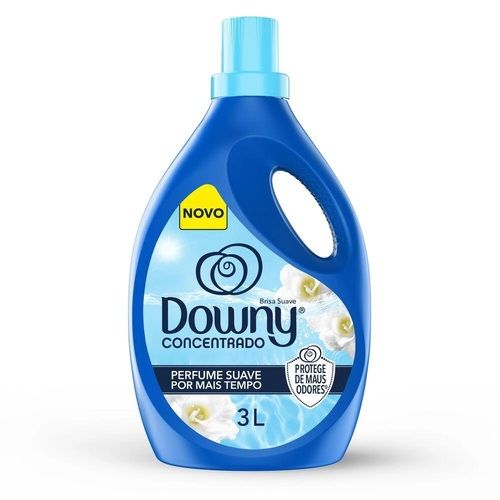 NOVO
Brisa Suave
Downy
CONCENTRADO
PERFUME SUAVE
POR MAIS TEMPO
PROTEGE
DE MAUS
ODORES
3L